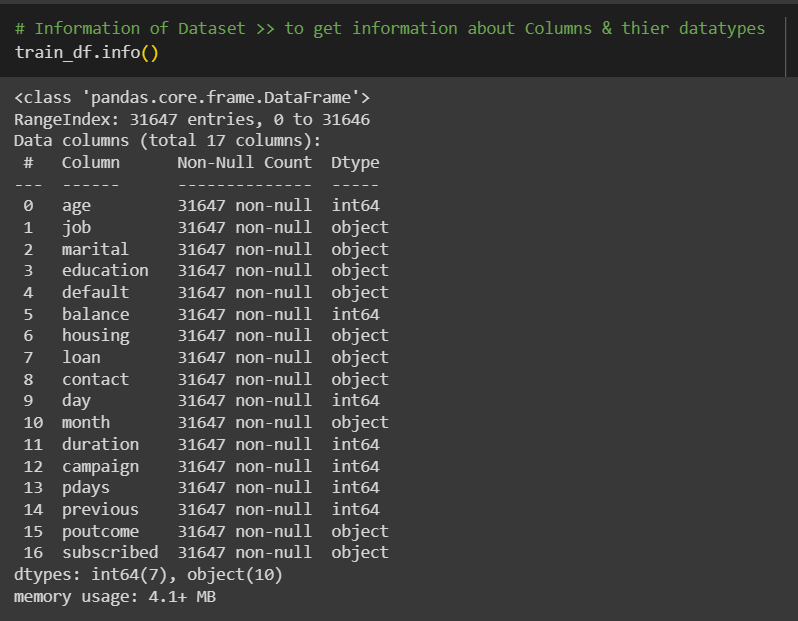 # Information of Dataset >> to get information about Columns & thier datatypes
train_df.info()
<class 'pandas.core.frame.DataFrame'>
RangeIndex: 31647 entries, 0 to 31646
Data columns (total 17 columns):
 #   Column      Non-Null Count  Dtype
---  ------      --------------  -----
 0   age         31647 non-null  int64
 1   job         31647 non-null  object
 2   marital     31647 non-null  object
 3   education   31647 non-null  object
 4   default     31647 non-null  object
 5   balance     31647 non-null  int64
 6   housing     31647 non-null  object
 7   loan        31647 non-null  object
 8   contact     31647 non-null  object
 9   day         31647 non-null  int64
 10  month       31647 non-null  object
 11  duration    31647 non-null  int64
 12  campaign    31647 non-null  int64
 13  pdays       31647 non-null  int64
 14  previous    31647 non-null  int64
 15  poutcome    31647 non-null  object
 16  subscribed  31647 non-null  object
dtypes: int64(7), object(10)
memory usage: 4.1+ MB